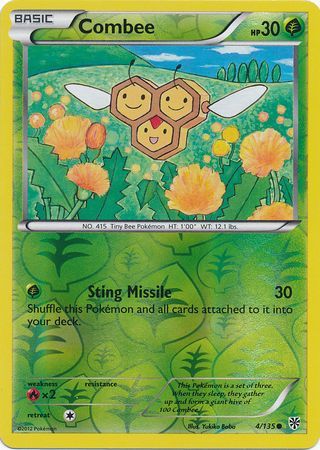 BASIC
Combee
HP 30
NO. 415 Tiny Bee Pokémon HT: 1'00" WT: 12.1 lbs.
Sting Missile 30
Shuffle this Pokémon and all cards attached to it into
your deck.
weakness
resistance
×2
retreat
This Pokémon is a set of three.
When they sleep, they gather
up and form a giant hive of
100 Combee.
Illus. Yukiko Baba
©2012 Pokémon
4/135